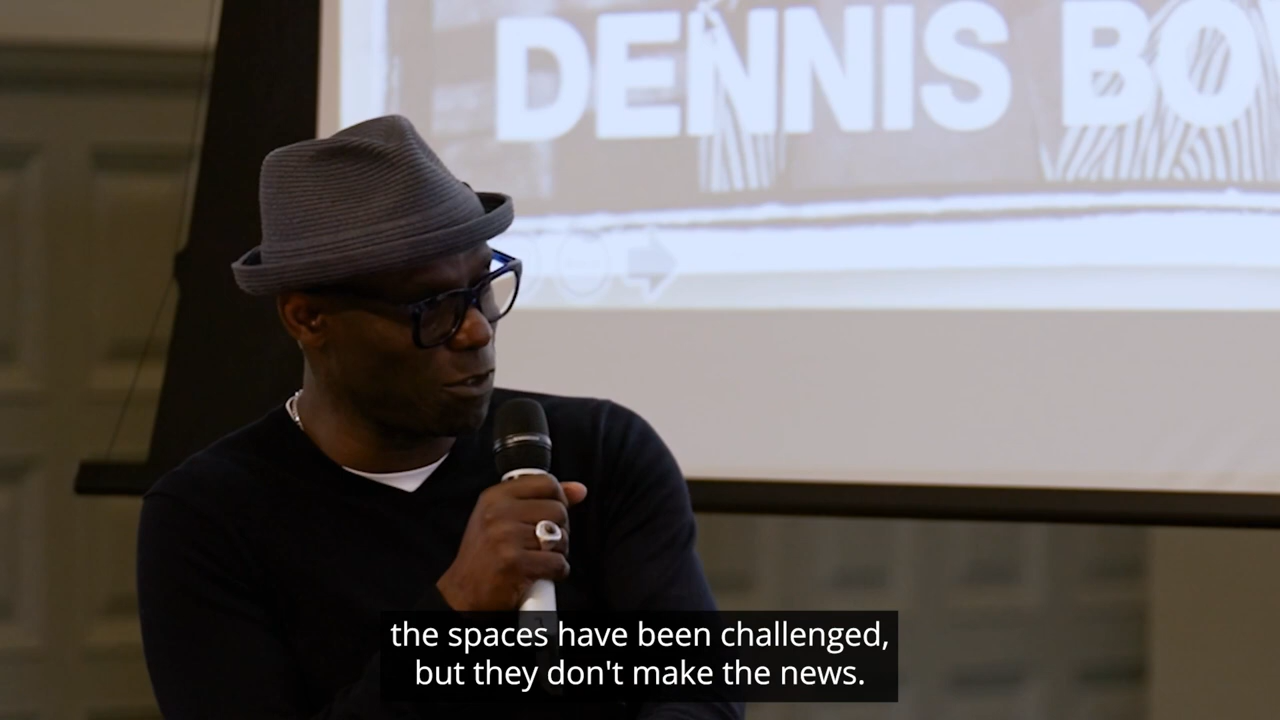 DENNIS BO
the spaces have been challenged,
but they don't make the news.